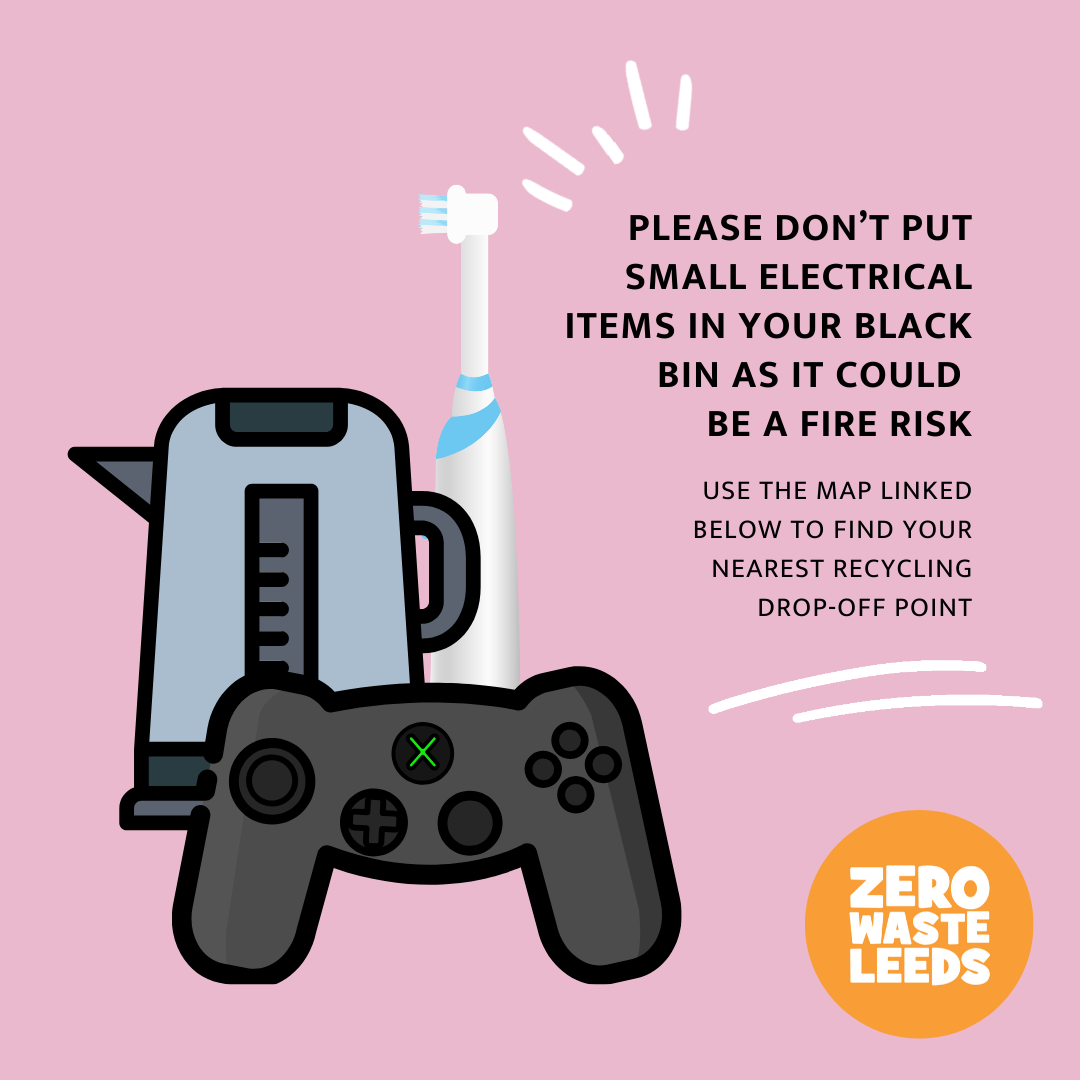 PLEASE DON’T PUT
SMALL ELECTRICAL
ITEMS IN YOUR BLACK
BIN AS IT COULD
BE A FIRE RISK
USE THE MAP LINKED
BELOW TO FIND YOUR
NEAREST RECYCLING
DROP-OFF POINT
ZERO
WASTE
LEEDS